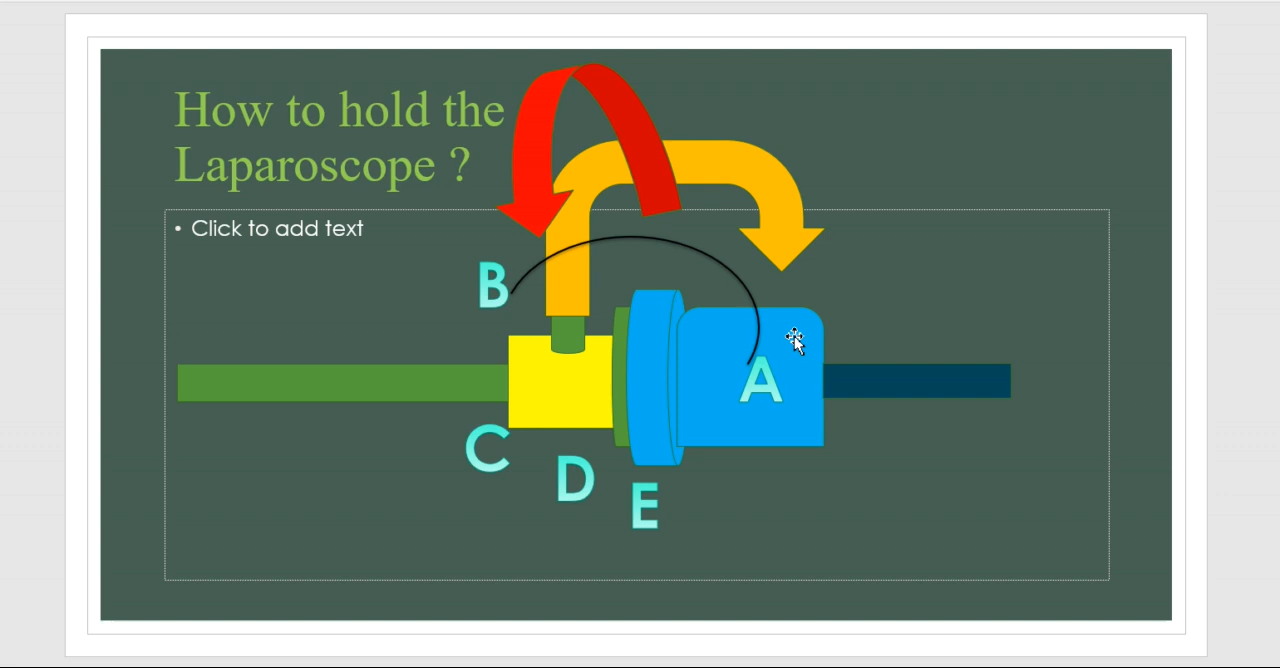 How to hold the
Laparoscope ?
• Click to add text
B
A
C
D
E